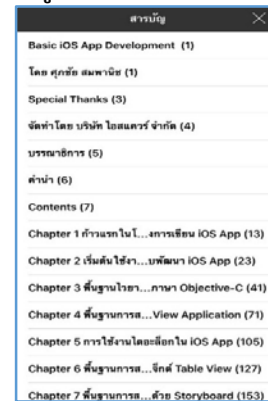 สารบัญ
Basic iOS App Development (1)
โดย ศุภชัย สมพานิช (1)
Special Thanks (3)
จัดทำโดย บริษัท ไอสแควร์ จำกัด (4)
บรรณาธิการ (5)
คำนำ (6)
Contents (7)
Chapter 1 ก้าวแรกในโ...งการเขียน iOS App (13)
Chapter 2 เริ่มต้นใช้งา...บพัฒนา iOS App (23)
Chapter 3 พื้นฐานไวยา...ภาษา Objective-C (41)
Chapter 4 พื้นฐานการส...View Application (71)
Chapter 5 การใช้งานไดอะล็อกใน iOS App (105)
Chapter 6 พื้นฐานการส...จ็กต์ Table View (127)
Chapter 7 พื้นฐานการส...ด้วย Storyboard (153)